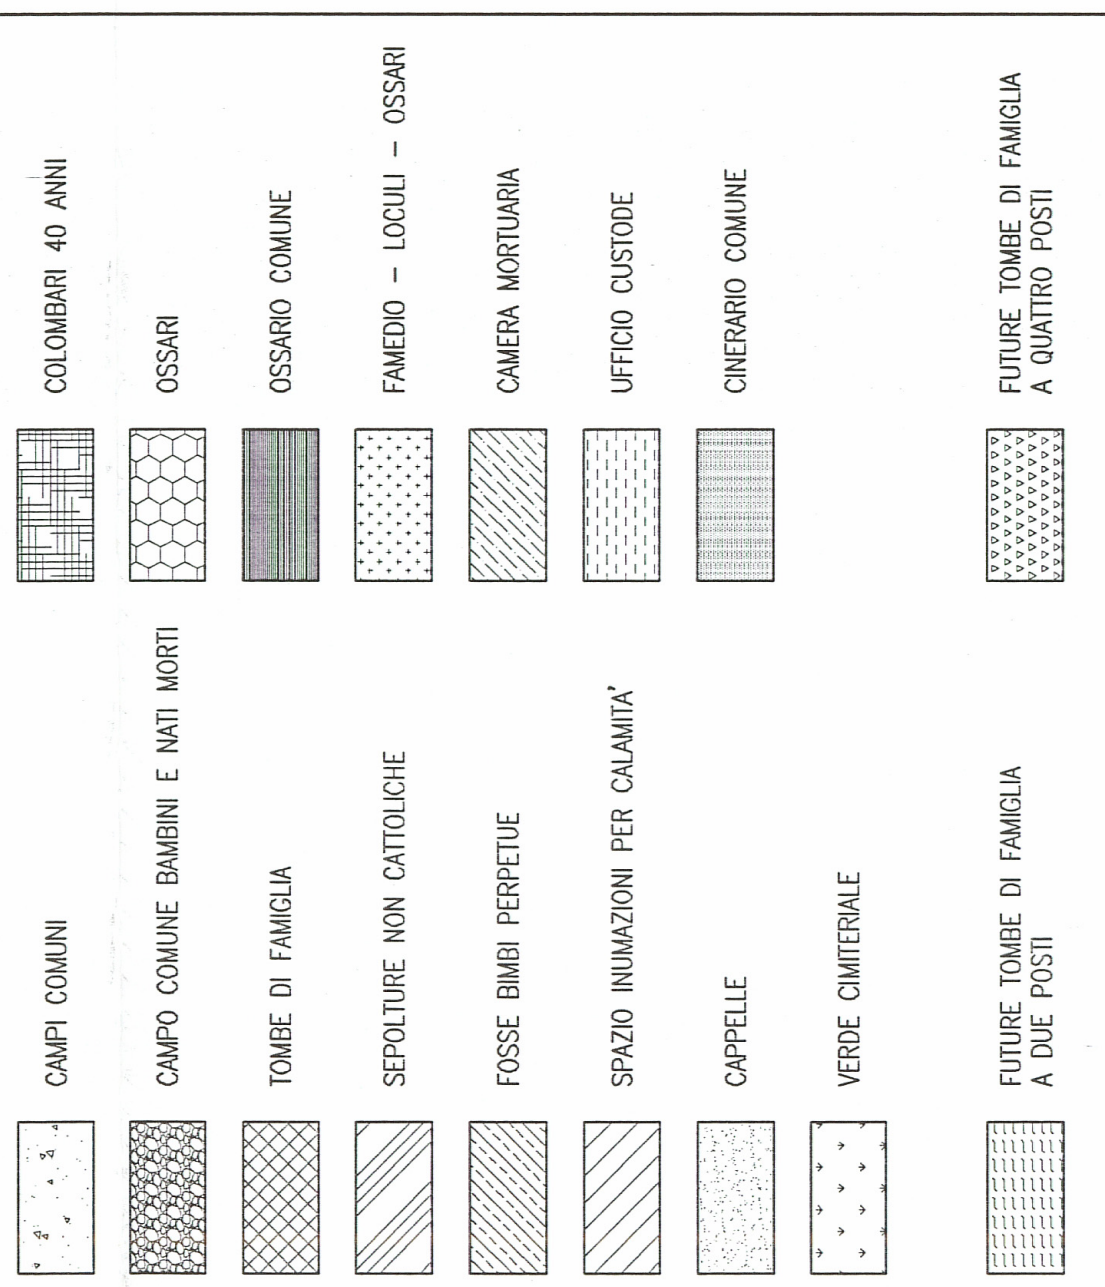 CAMPI COMUNI
CAMPO COMUNE BAMBINI E NATI MORTI
TOMBE DI FAMIGLIA
SEPOLTURE NON CATTOLICHE
FOSSE BIMBI PERPETUE
SPAZIO INUMAZIONI PER CALAMITA'
CAPPELLE
VERDE CIMITERIALE
FUTURE TOMBE DI FAMIGLIA
A DUE POSTI
COLOMBARI 40 ANNI
OSSARI
OSSARIO COMUNE
FAMEDIO – LOCULI – OSSARI
CAMERA MORTUARIA
UFFICIO CUSTODE
CINERARIO COMUNE
FUTURE TOMBE DI FAMIGLIA
A QUATTRO POSTI